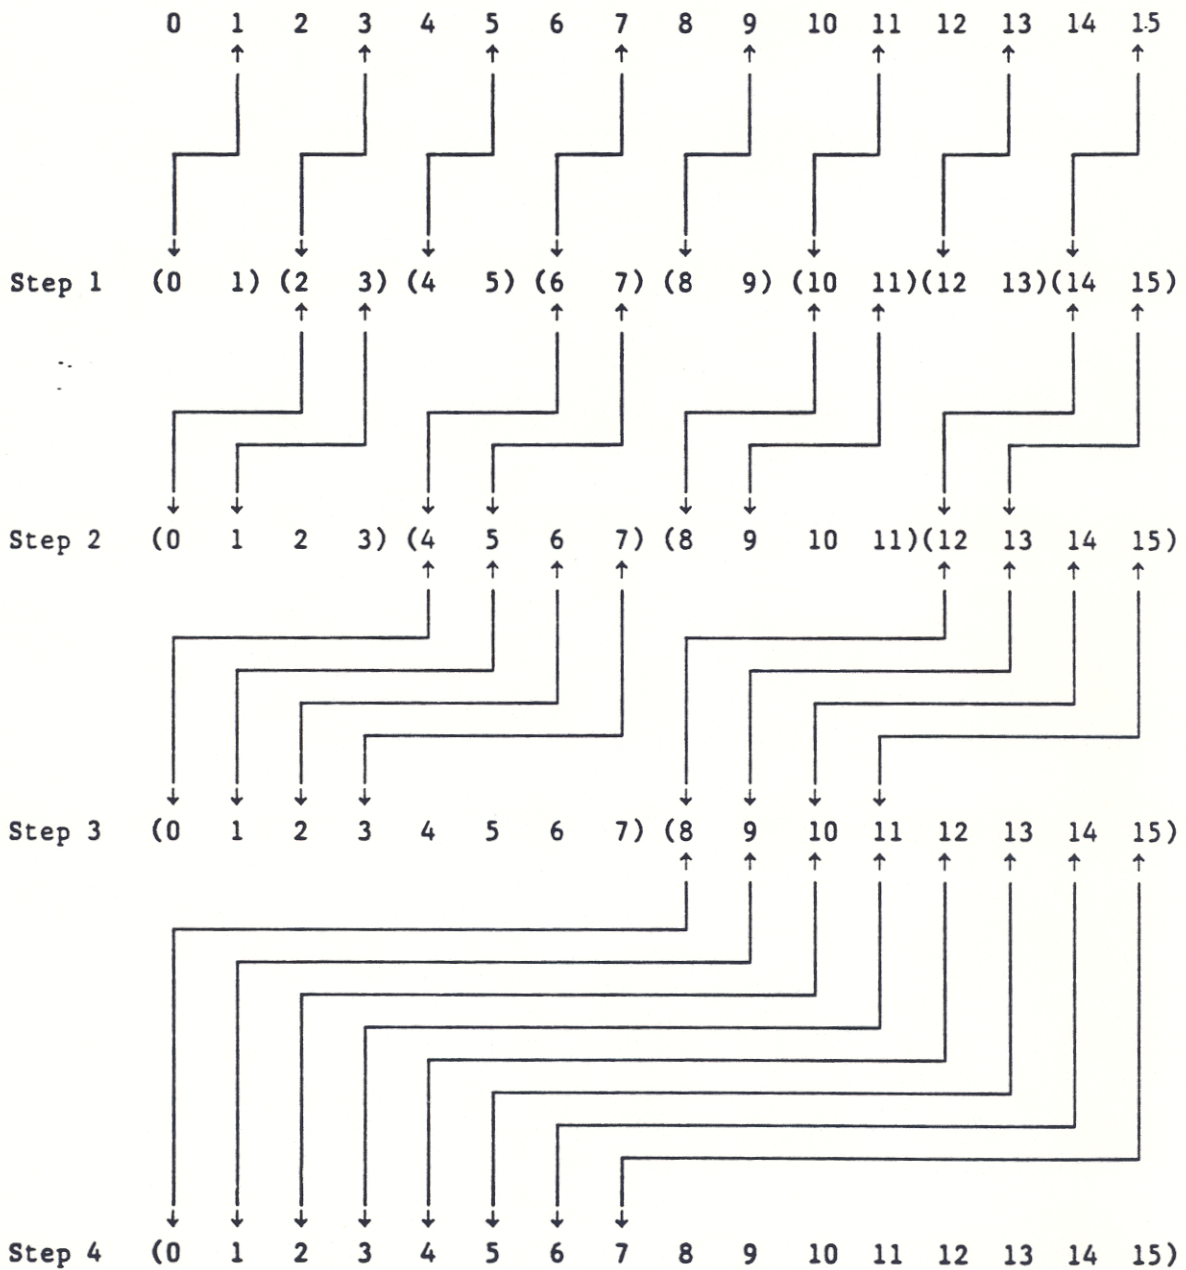 0 1 2 3 4 5 6 7 8 9 10 11 12 13 14 15
Step 1 (0 1) (2 3) (4 5) (6 7) (8 9) (10 11)(12 13)(14 15)
Step 2 (0 1 2 3) (4 5 6 7) (8 9 10 11)(12 13 14 15)
Step 3 (0 1 2 3 4 5 6 7) (8 9 10 11 12 13 14 15)
Step 4 (0 1 2 3 4 5 6 7 8 9 10 11 12 13 14 15)